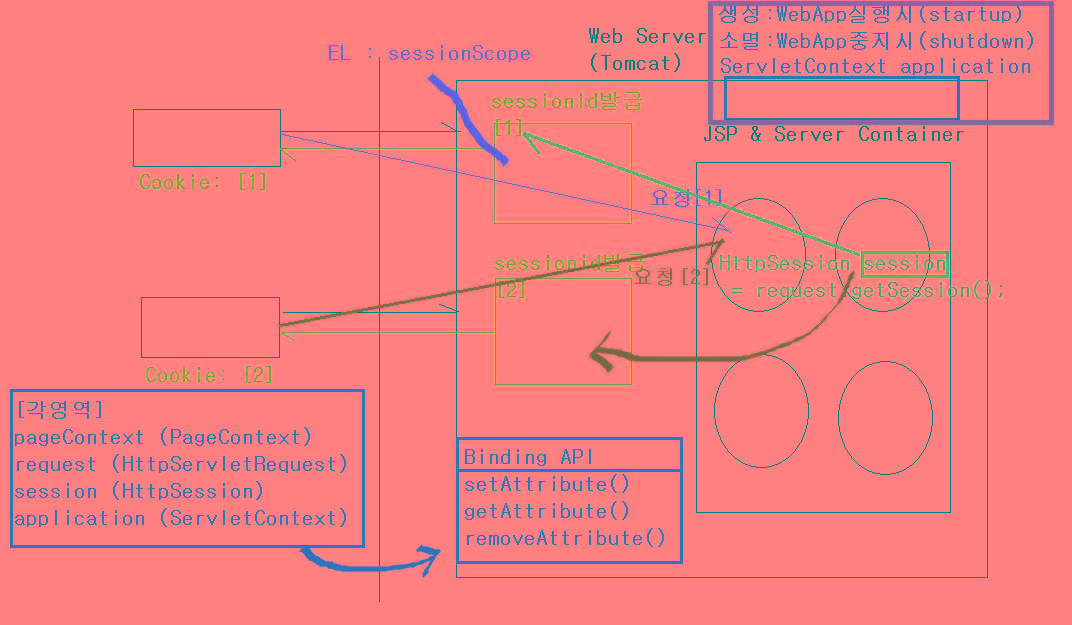 생성:WebApp실행시(startup)
소멸:WebApp중지시(shutdown)
ServletContext application
Web Server
(Tomcat)
EL : sessionScope
sessionid발급
[1]
JSP & Server Container
Cookie: [1]
요청[1]
sessionid발급
[2]
요청[2]
HttpSession session
= request.getSession();
Cookie: [2]
[각영역]
pageContext (PageContext)
request (HttpServletRequest)
session (HttpSession)
application (ServletContext)
Binding API
setAttribute()
getAttribute()
removeAttribute()